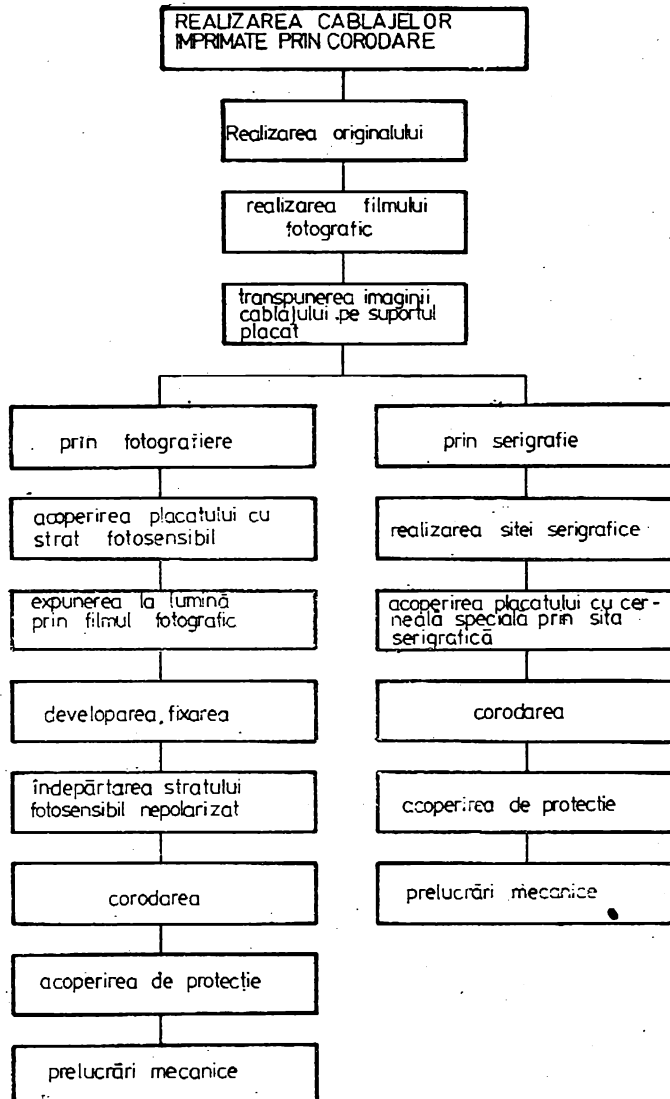 REALIZAREA CABLAJELOR
IMPRIMATE PRIN CORODARE
Realizarea originalului
realizarea filmului
fotografic
transpunerea imaginii
cablajului pe suportul
placat
prin fotografiere
acoperirea placatului cu
strat fotosensibil
expunerea la lumină
prin filmul fotografic
developarea, fixarea
îndepărtarea stratului
fotosensibil nepolarizat
corodarea
acoperirea de protecție
prelucrări mecanice
prin serigrafie
realizarea sitei serigrafice
acoperirea placatului cu cer-
neală specială prin sita
serigrafică
corodarea
acoperirea de protectie
prelucrări mecanice